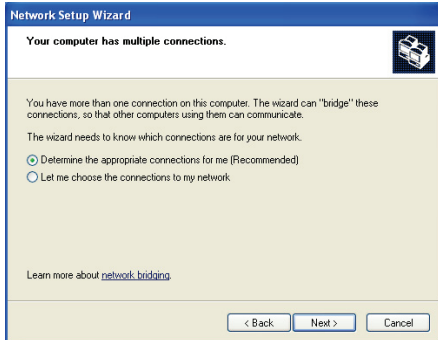 Network Setup Wizard
Your computer has multiple connections.
You have more than one connection on this computer. The wizard can "bridge" these
connections, so that other computers using them can communicate.
The wizard needs to know which connections are for your network.
Determine the appropriate connections for me (Recommended)
Let me choose the connections to my network
Learn more about network bridging.
< Back Next > Cancel